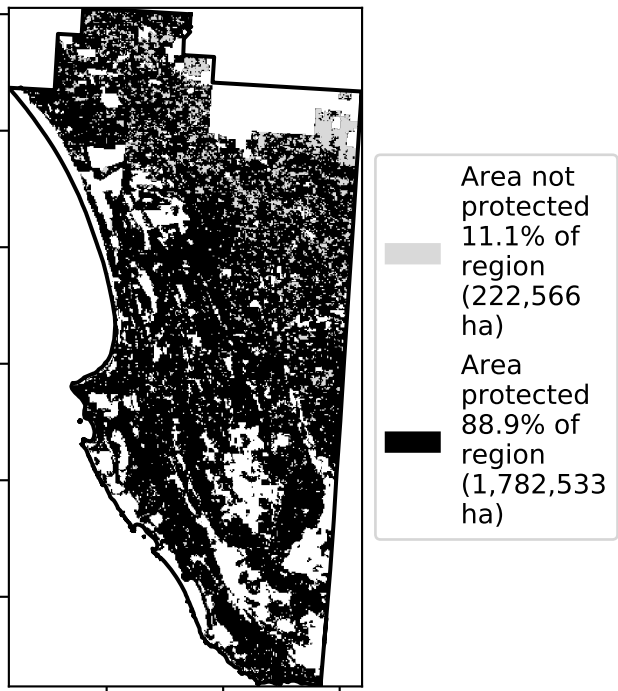 Area not
protected
11.1% of
region
(222,566
ha)
Area
protected
88.9% of
region
(1,782,533
ha)